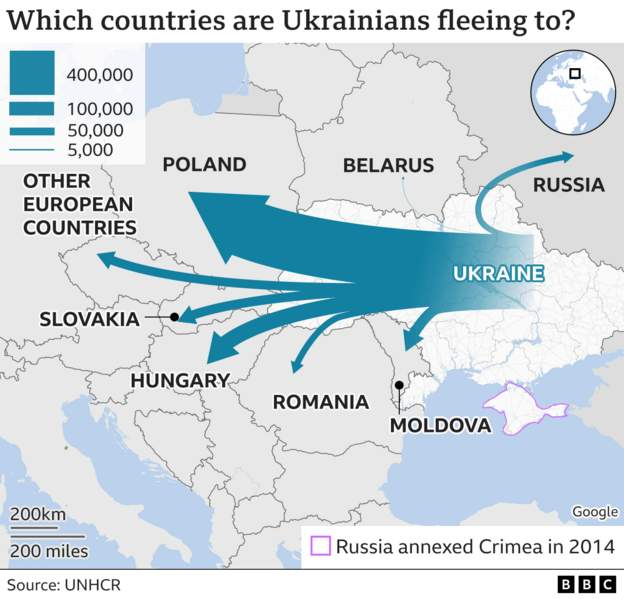 Which countries are Ukrainians fleeing to?
400,000
100,000
50,000
5,000
POLAND
BELARUS
RUSSIA
OTHER
EUROPEAN
COUNTRIES
UKRAINE
SLOVAKIA
HUNGARY
ROMANIA
MOLDOVA
200km
200 miles
Google
Russia annexed Crimea in 2014
Source: UNHCR
BBC